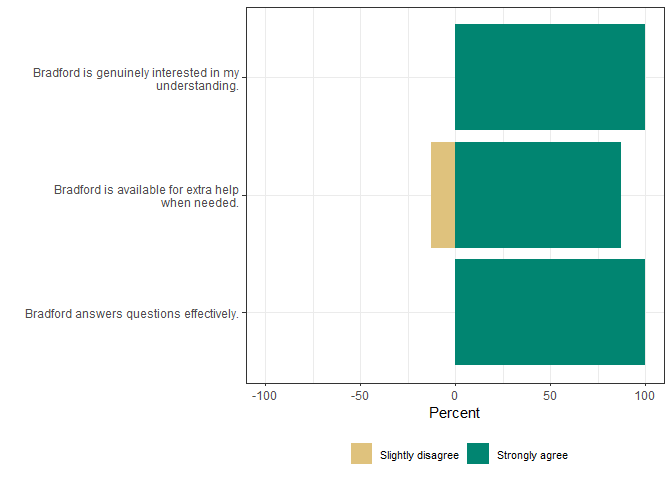 Bradford is genuinely interested in my
understanding.
Bradford is available for extra help
when needed.
Bradford answers questions effectively.
-100
-50
0
50
100
Percent
Slightly disagree
Strongly agree